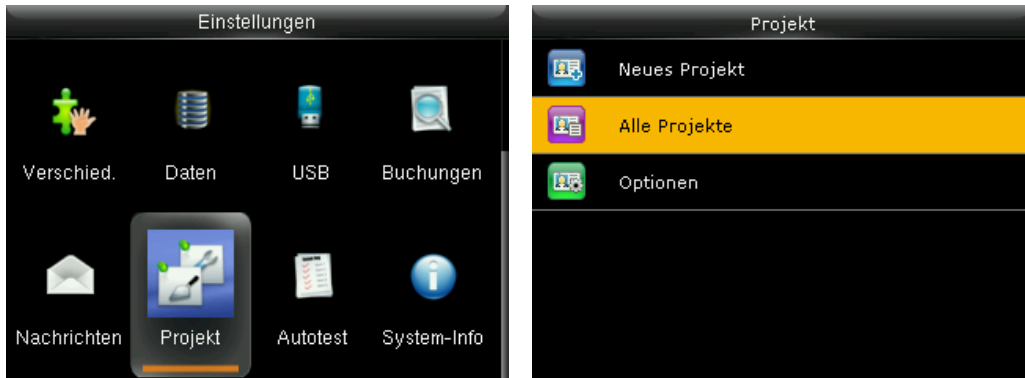 Einstellungen
Verschied. Daten USB Buchungen
Nachrichten Projekt Autotest System-Info
Projekt
Neues Projekt
Alle Projekte
Optionen